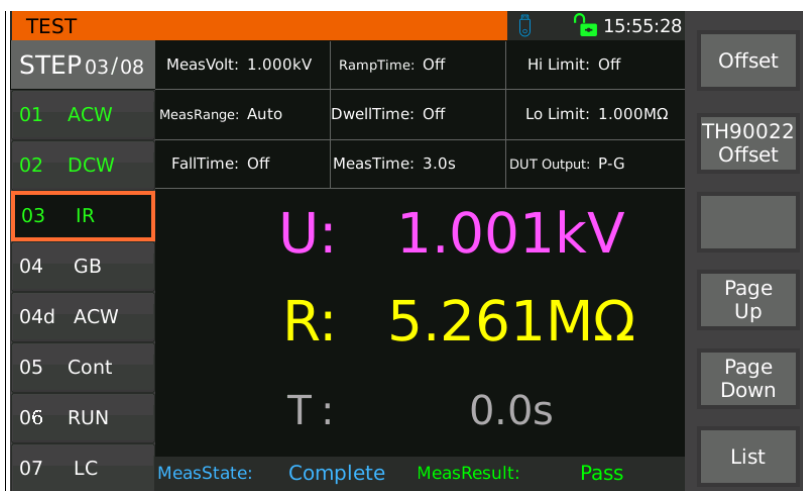 TEST
15:55:28
STEP 03/08
MeasVolt: 1.000kV
RampTime: Off
Hi Limit: Off
MeasRange: Auto
DwellTime: Off
Lo Limit: 1.000MΩ
FallTime: Off
MeasTime: 3.0s
DUT Output: P-G
01 ACW
02 DCW
03 IR
04 GB
04d ACW
05 Cont
06 RUN
07 LC
U: 1.001kV
R: 5.261MΩ
T : 0.0s
MeasState: Complete
MeasResult: Pass
Offset
TH90022
Offset
Page
Up
Page
Down
List